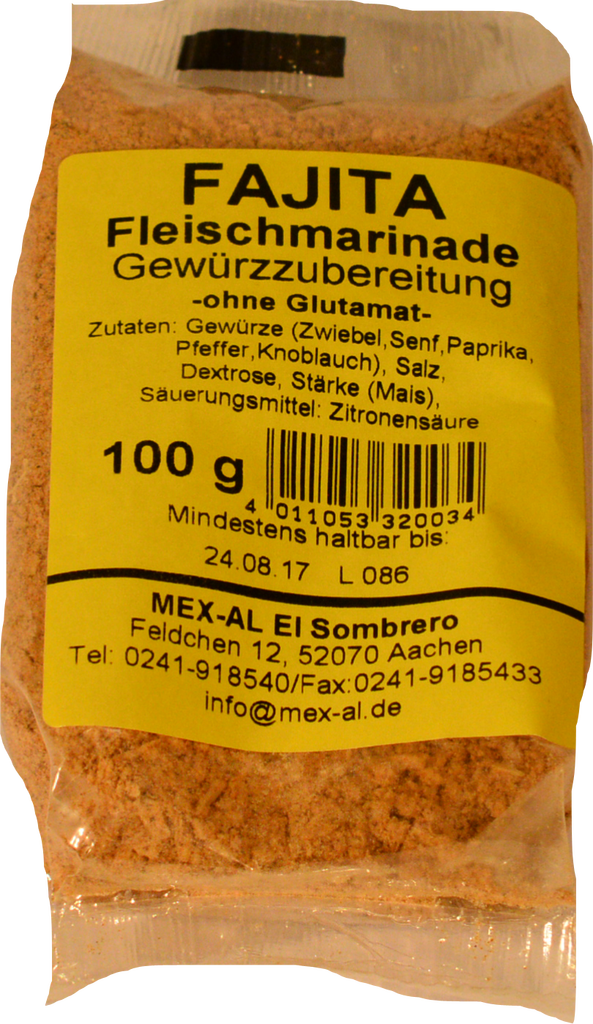 FAJITA
Fleischmarinade
Gewürzzubereitung
-ohne Glutamat-
Zutaten: Gewürze (Zwiebel,Senf,Paprika,
Pfeffer,Knoblauch), Salz,
Dextrose, Stärke (Mais),
Säuerungsmittel: Zitronensäure
100 g
4 011053 320034
Mindestens haltbar bis:
24.08.17 L 086
MEX-AL El Sombrero
Feldchen 12, 52070 Aachen
Tel: 0241-918540/Fax:0241-9185433
info@mex-al.de